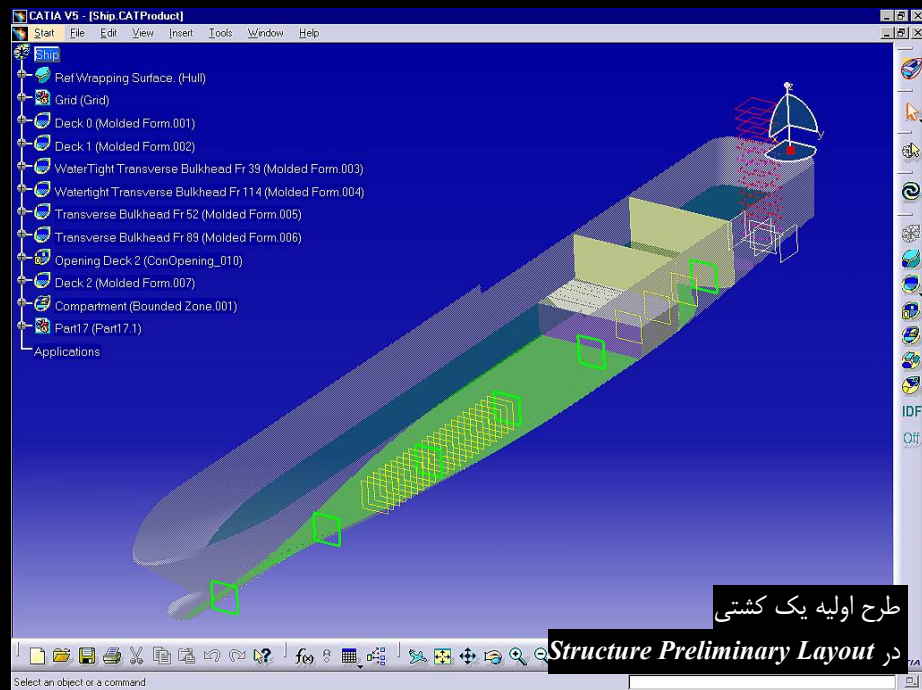 CATIA V5 - [Ship.CATProduct]
Start File Edit View Insert Tools Window Help
Ship
Ref Wrapping Surface. (Hull)
Grid (Grid)
Deck 0 (Molded Form.001)
Deck 1 (Molded Form.002)
WaterTight Transverse Bulkhead Fr 39 (Molded Form.003)
Watertight Transverse Bulkhead Fr 114 (Molded Form.004)
Transverse Bulkhead Fr 52 (Molded Form.005)
Transverse Bulkhead Fr 89 (Molded Form.006)
Opening Deck 2 (ConOpening_010)
Deck 2 (Molded Form.007)
Compartment (Bounded Zone.001)
Part17 (Part17.1)
Applications
z
y
IDF
Off
طرح اولیه یک کشتی
در Structure Preliminary Layout
f(x)
Select an object or a command